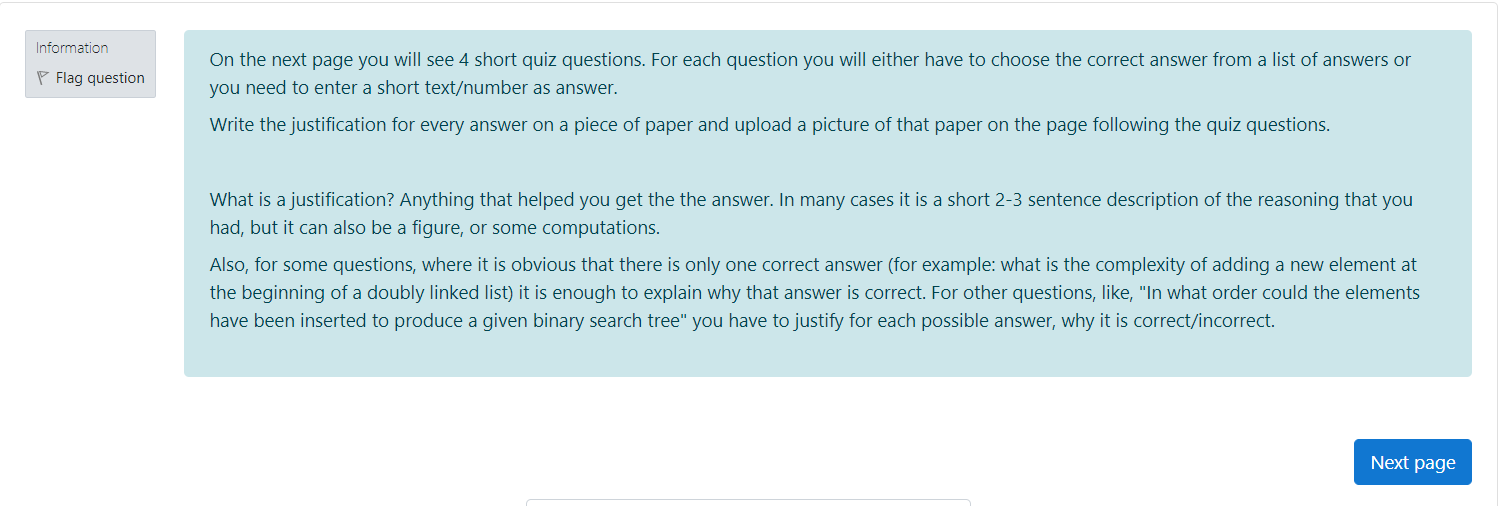 Information
Flag question
On the next page you will see 4 short quiz questions. For each question you will either have to choose the correct answer from a list of answers or
you need to enter a short text/number as answer.
Write the justification for every answer on a piece of paper and upload a picture of that paper on the page following the quiz questions.
What is a justification? Anything that helped you get the the answer. In many cases it is a short 2-3 sentence description of the reasoning that you
had, but it can also be a figure, or some computations.
Also, for some questions, where it is obvious that there is only one correct answer (for example: what is the complexity of adding a new element at
the beginning of a doubly linked list) it is enough to explain why that answer is correct. For other questions, like, "In what order could the elements
have been inserted to produce a given binary search tree" you have to justify for each possible answer, why it is correct/incorrect.
Next page